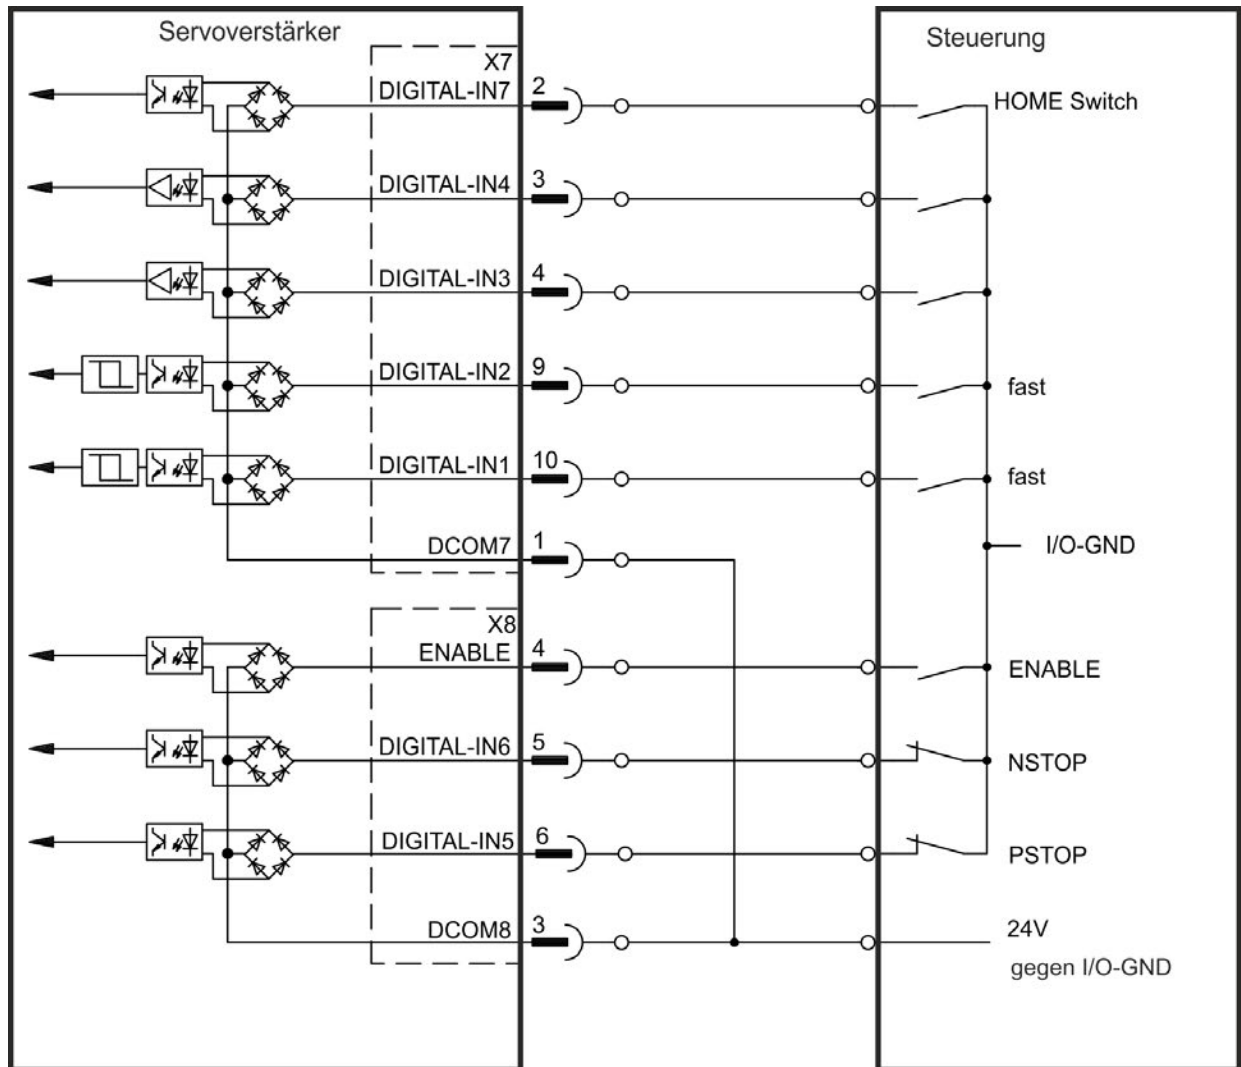 Servoverstärker
Steuerung
X7
DIGITAL-IN7 2 HOME Switch
DIGITAL-IN4 3
DIGITAL-IN3 4
DIGITAL-IN2 9 fast
DIGITAL-IN1 10 fast
DCOM7 1 I/O-GND
X8
ENABLE 4 ENABLE
DIGITAL-IN6 5 NSTOP
DIGITAL-IN5 6 PSTOP
DCOM8 3 24V
gegen I/O-GND